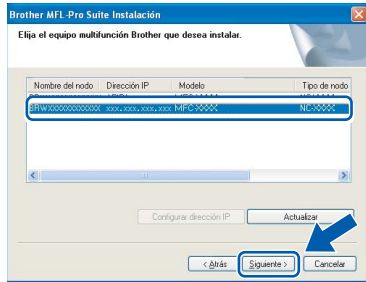 Brother MFL-Pro Suite Instalación
Elija el equipo multifunción Brother que desea instalar.
Nombre del nodo Dirección IP Modelo Tipo de nodo
BRWXXXXXXXXXXXX xxx.xxx.xxx.xxx MFC-XXXX NC-XXXX
Configurar dirección IP Actualizar
< Atrás Siguiente > Cancelar